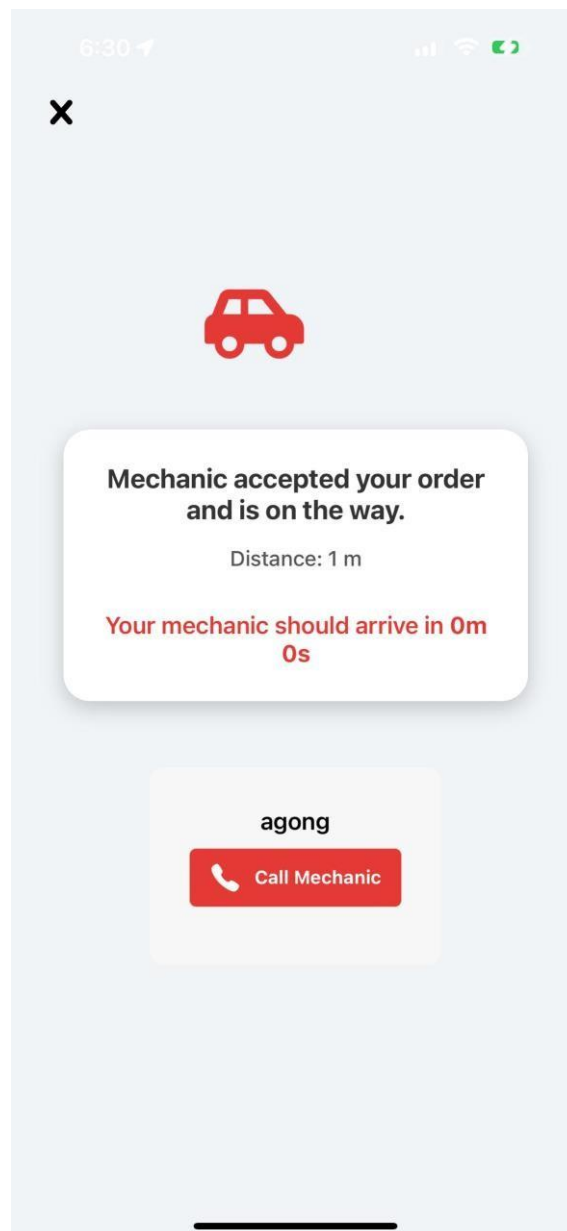 6:30
X
Mechanic accepted your order
and is on the way.
Distance: 1 m
Your mechanic should arrive in 0m
0s
agong
Call Mechanic